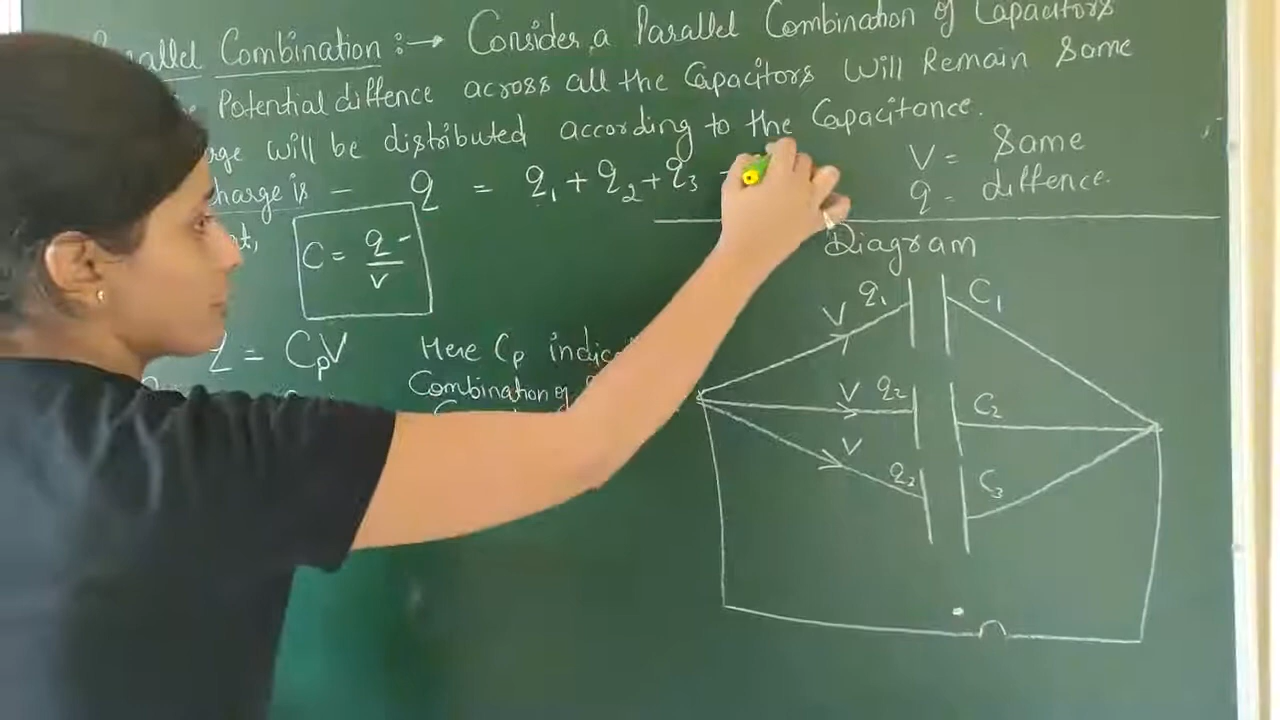 Combination :→ Consider, a Parallel Combination of Capacitors
Potential diffence across all the Capacitors Will Remain Same
will be distributed according to the Capacitance.
charge is - q = q1 + q2 + q3 -
V = Same
q = diffence.
C = q/v
Diagram
q = CpV
Here Cp
Combination of
V q1 C1
V q2 C2
V q3 C3